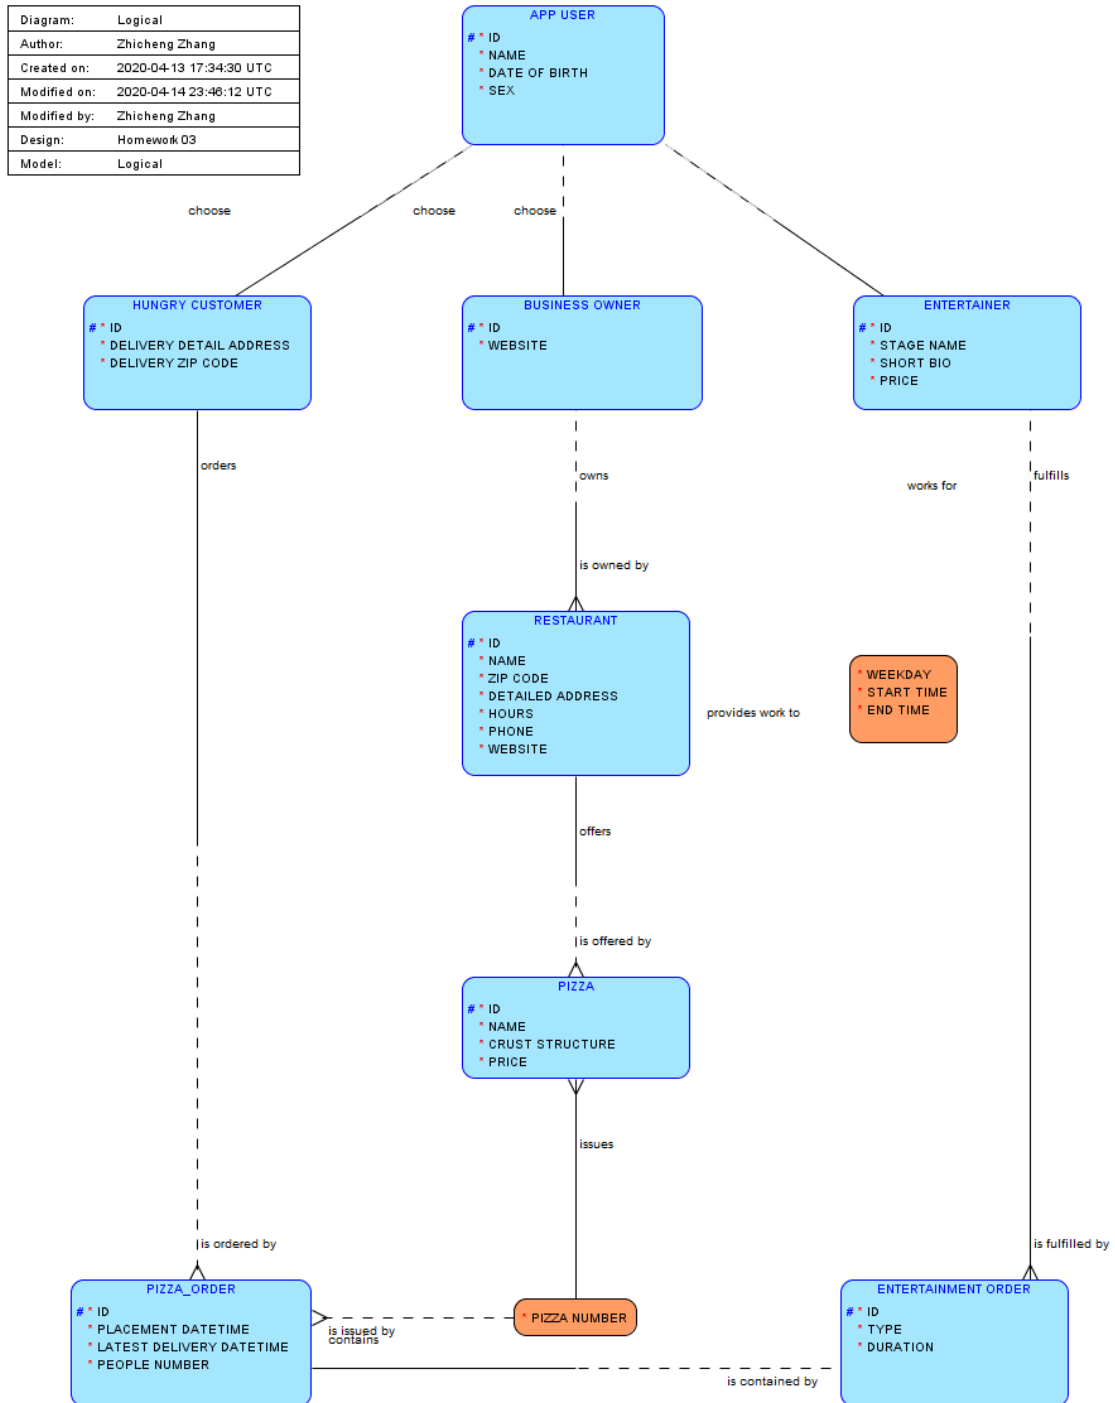 Diagram: Logical
Author: Zhicheng Zhang
Created on: 2020-04-13 17:34:30 UTC
Modified on: 2020-04-14 23:46:12 UTC
Modified by: Zhicheng Zhang
Design: Homework 03
Model: Logical
APP USER
# * ID
* NAME
* DATE OF BIRTH
* SEX
choose
choose
choose
HUNGRY CUSTOMER
# * ID
* DELIVERY DETAIL ADDRESS
* DELIVERY ZIP CODE
BUSINESS OWNER
# * ID
* WEBSITE
ENTERTAINER
# * ID
* STAGE NAME
* SHORT BIO
* PRICE
orders
owns
works for
fulfills
is owned by
RESTAURANT
# * ID
* NAME
* ZIP CODE
* DETAILED ADDRESS
* HOURS
* PHONE
* WEBSITE
provides work to
* WEEKDAY
* START TIME
* END TIME
offers
is offered by
PIZZA
# * ID
* NAME
* CRUST STRUCTURE
* PRICE
issues
is ordered by
is fulfilled by
PIZZA_ORDER
# * ID
* PLACEMENT DATETIME
* LATEST DELIVERY DATETIME
* PEOPLE NUMBER
* PIZZA NUMBER
is issued by
contains
ENTERTAINMENT ORDER
# * ID
* TYPE
* DURATION
is contained by